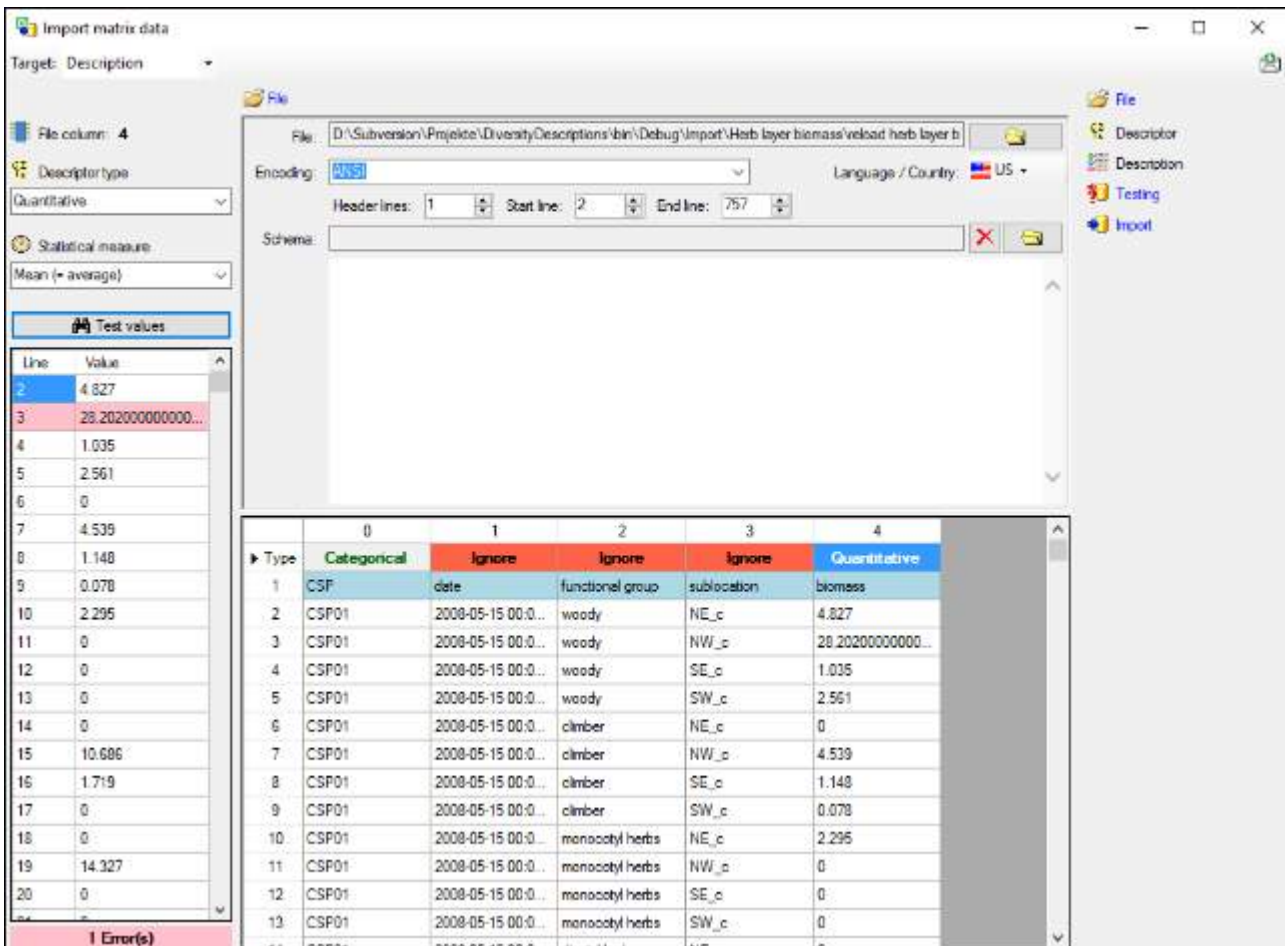 Import matrix data
Target: Description
File
File column: 4
Descriptor type
Quantitative
Statistical measure
Mean (= average)
Test values
Line Value
2 4.827
3 28.202000000000...
4 1.035
5 2.561
6 0
7 4.539
8 1.148
9 0.078
10 2.295
11 0
12 0
13 0
14 0
15 10.686
16 1.719
17 0
18 0
19 14.327
20 0
1 Error(s)
File: D:\Subversion\Projekte\DiversityDescriptions\bin\Debug\Import\Herb layer biomass\reload herb layer b
Encoding: ANSI Language / Country: US
Header lines: 1 Start line: 2 End line: 757
Schema:
0 1 2 3 4
Type Categorical Ignore Ignore Ignore Quantitative
1 CSP date functional group sublocation biomass
2 CSP01 2008-05-15 00:0... woody NE_c 4.827
3 CSP01 2008-05-15 00:0... woody NW_c 28.20200000000...
4 CSP01 2008-05-15 00:0... woody SE_c 1.035
5 CSP01 2008-05-15 00:0... woody SW_c 2.561
6 CSP01 2008-05-15 00:0... climber NE_c 0
7 CSP01 2008-05-15 00:0... climber NW_c 4.539
8 CSP01 2008-05-15 00:0... climber SE_c 1.148
9 CSP01 2008-05-15 00:0... climber SW_c 0.078
10 CSP01 2008-05-15 00:0... monocotyl herbs NE_c 2.295
11 CSP01 2008-05-15 00:0... monocotyl herbs NW_c 0
12 CSP01 2008-05-15 00:0... monocotyl herbs SE_c 0
13 CSP01 2008-05-15 00:0... monocotyl herbs SW_c 0
File
Descriptor
Description
Testing
Import